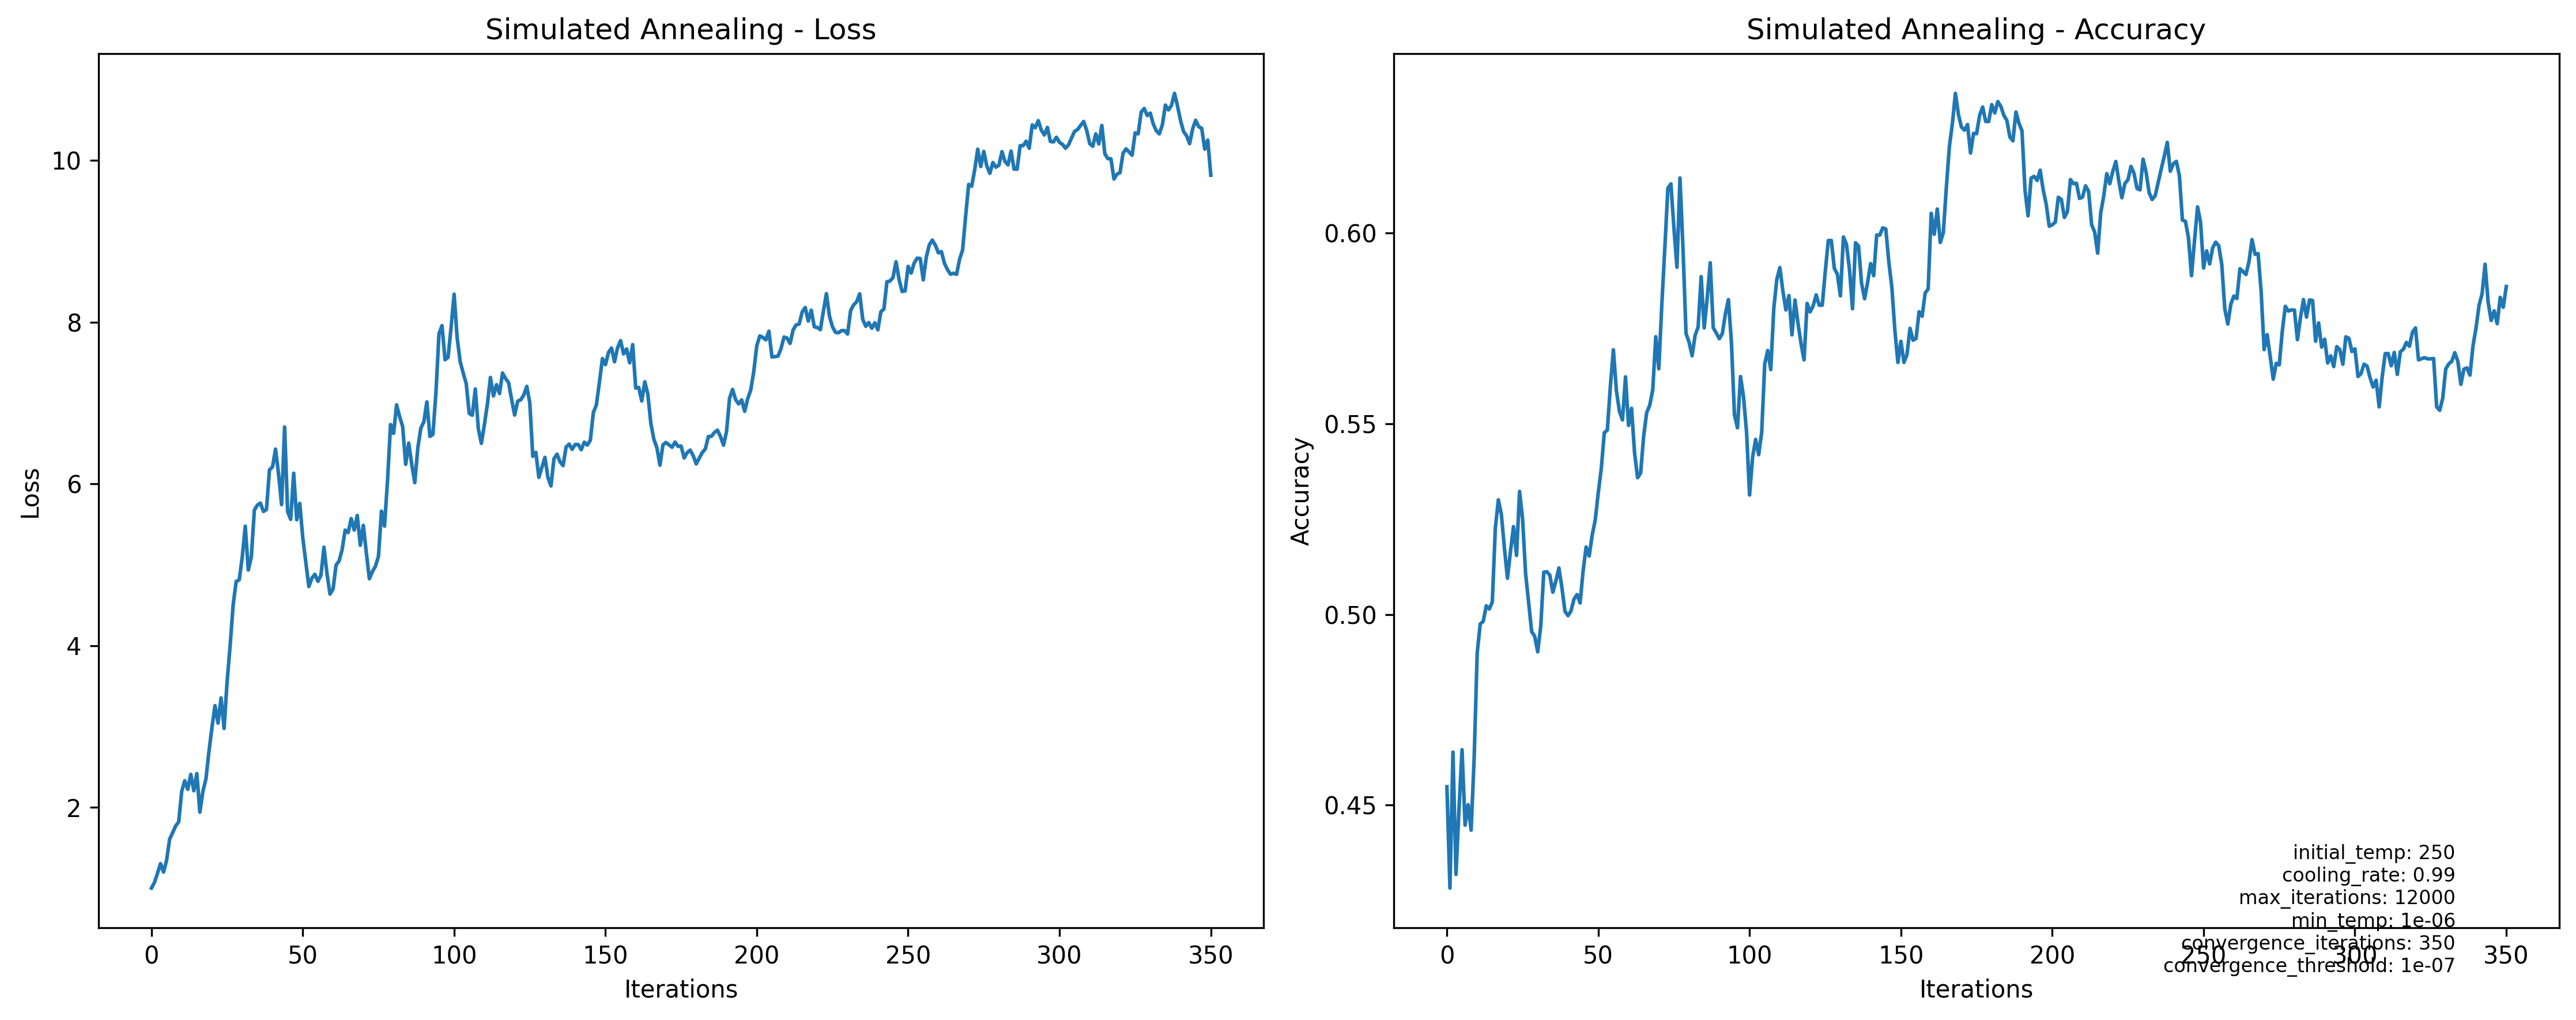 Simulated Annealing - Loss
Loss
10
8
6
4
2
0 50 100 150 200 250 300 350
Iterations
Simulated Annealing - Accuracy
Accuracy
0.60
0.55
0.50
0.45
0 50 100 150 200 250 300 350
Iterations
initial_temp: 250
cooling_rate: 0.99
max_iterations: 12000
min_temp: 1e-06
convergence_iterations: 350
convergence_threshold: 1e-07